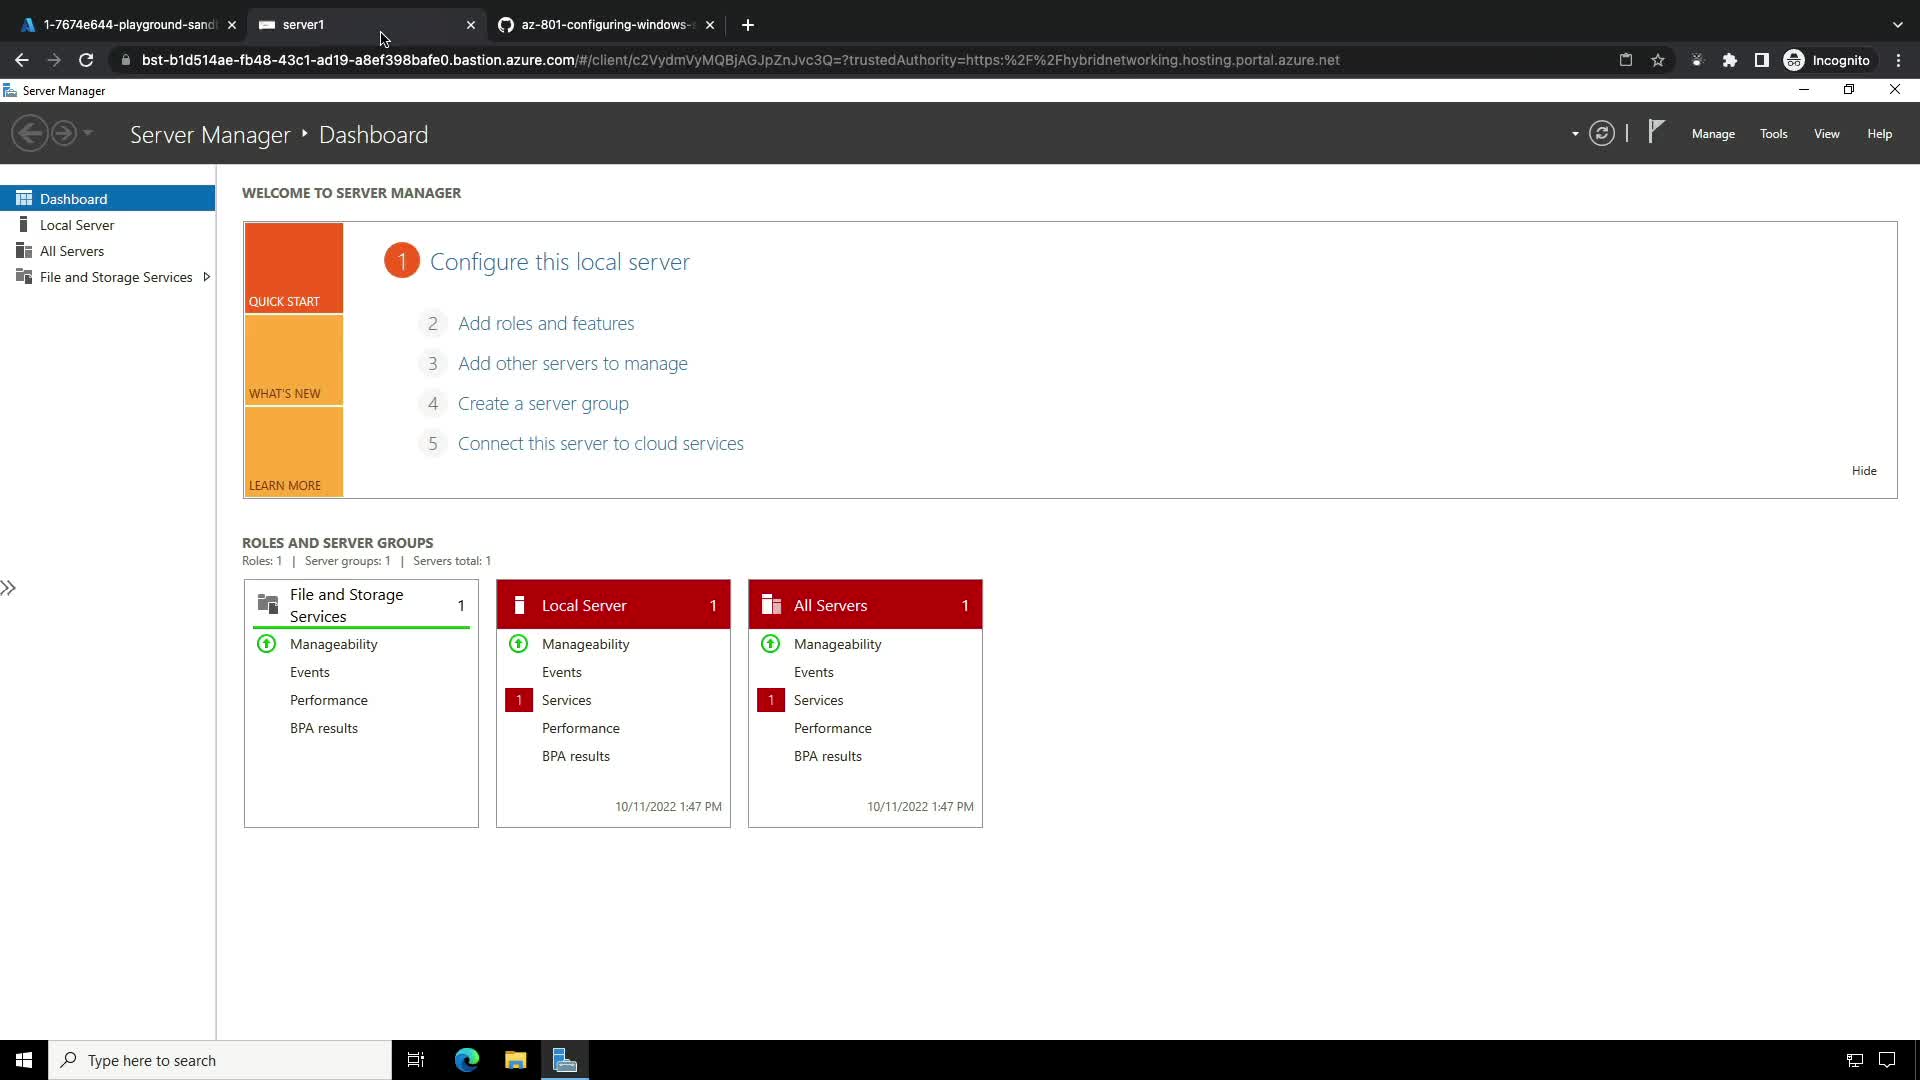 1-7674e644-playground-sand
server1
az-801-configuring-windows-s
bst-b1d514ae-fb48-43c1-ad19-a8ef398bafe0.bastion.azure.com/#/client/c2VydmVyMQBjAGJpZnJvc3Q=?trustedAuthority=https:%2F%2Fhybridnetworking.hosting.portal.azure.net
Incognito
Server Manager
Server Manager Dashboard
Manage Tools View Help
Dashboard
Local Server
All Servers
File and Storage Services
WELCOME TO SERVER MANAGER
QUICK START
WHAT'S NEW
LEARN MORE
1 Configure this local server
2 Add roles and features
3 Add other servers to manage
4 Create a server group
5 Connect this server to cloud services
Hide
ROLES AND SERVER GROUPS
Roles: 1 | Server groups: 1 | Servers total: 1
File and Storage
Services
1
Manageability
Events
Performance
BPA results
Local Server 1
Manageability
Events
1 Services
Performance
BPA results
10/11/2022 1:47 PM
All Servers 1
Manageability
Events
1 Services
Performance
BPA results
10/11/2022 1:47 PM
Type here to search